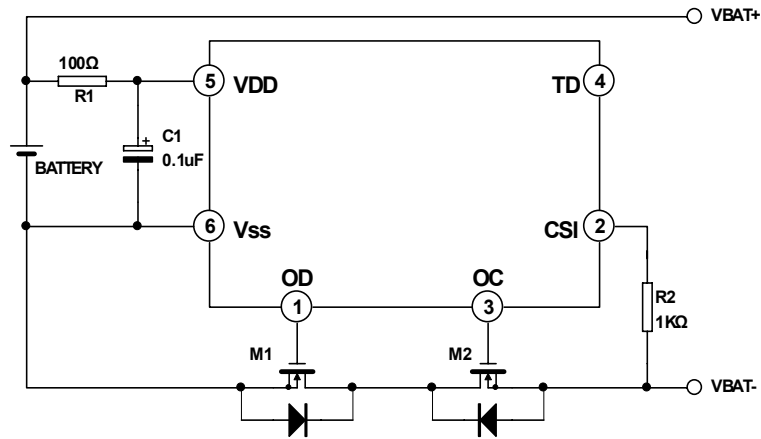 VBAT+
100Ω
R1
5
VDD
TD
4
C1
+
0.1uF
BATTERY
6
Vss
CSI
2
OD
OC
1
3
R2
1KΩ
M1
M2
VBAT-